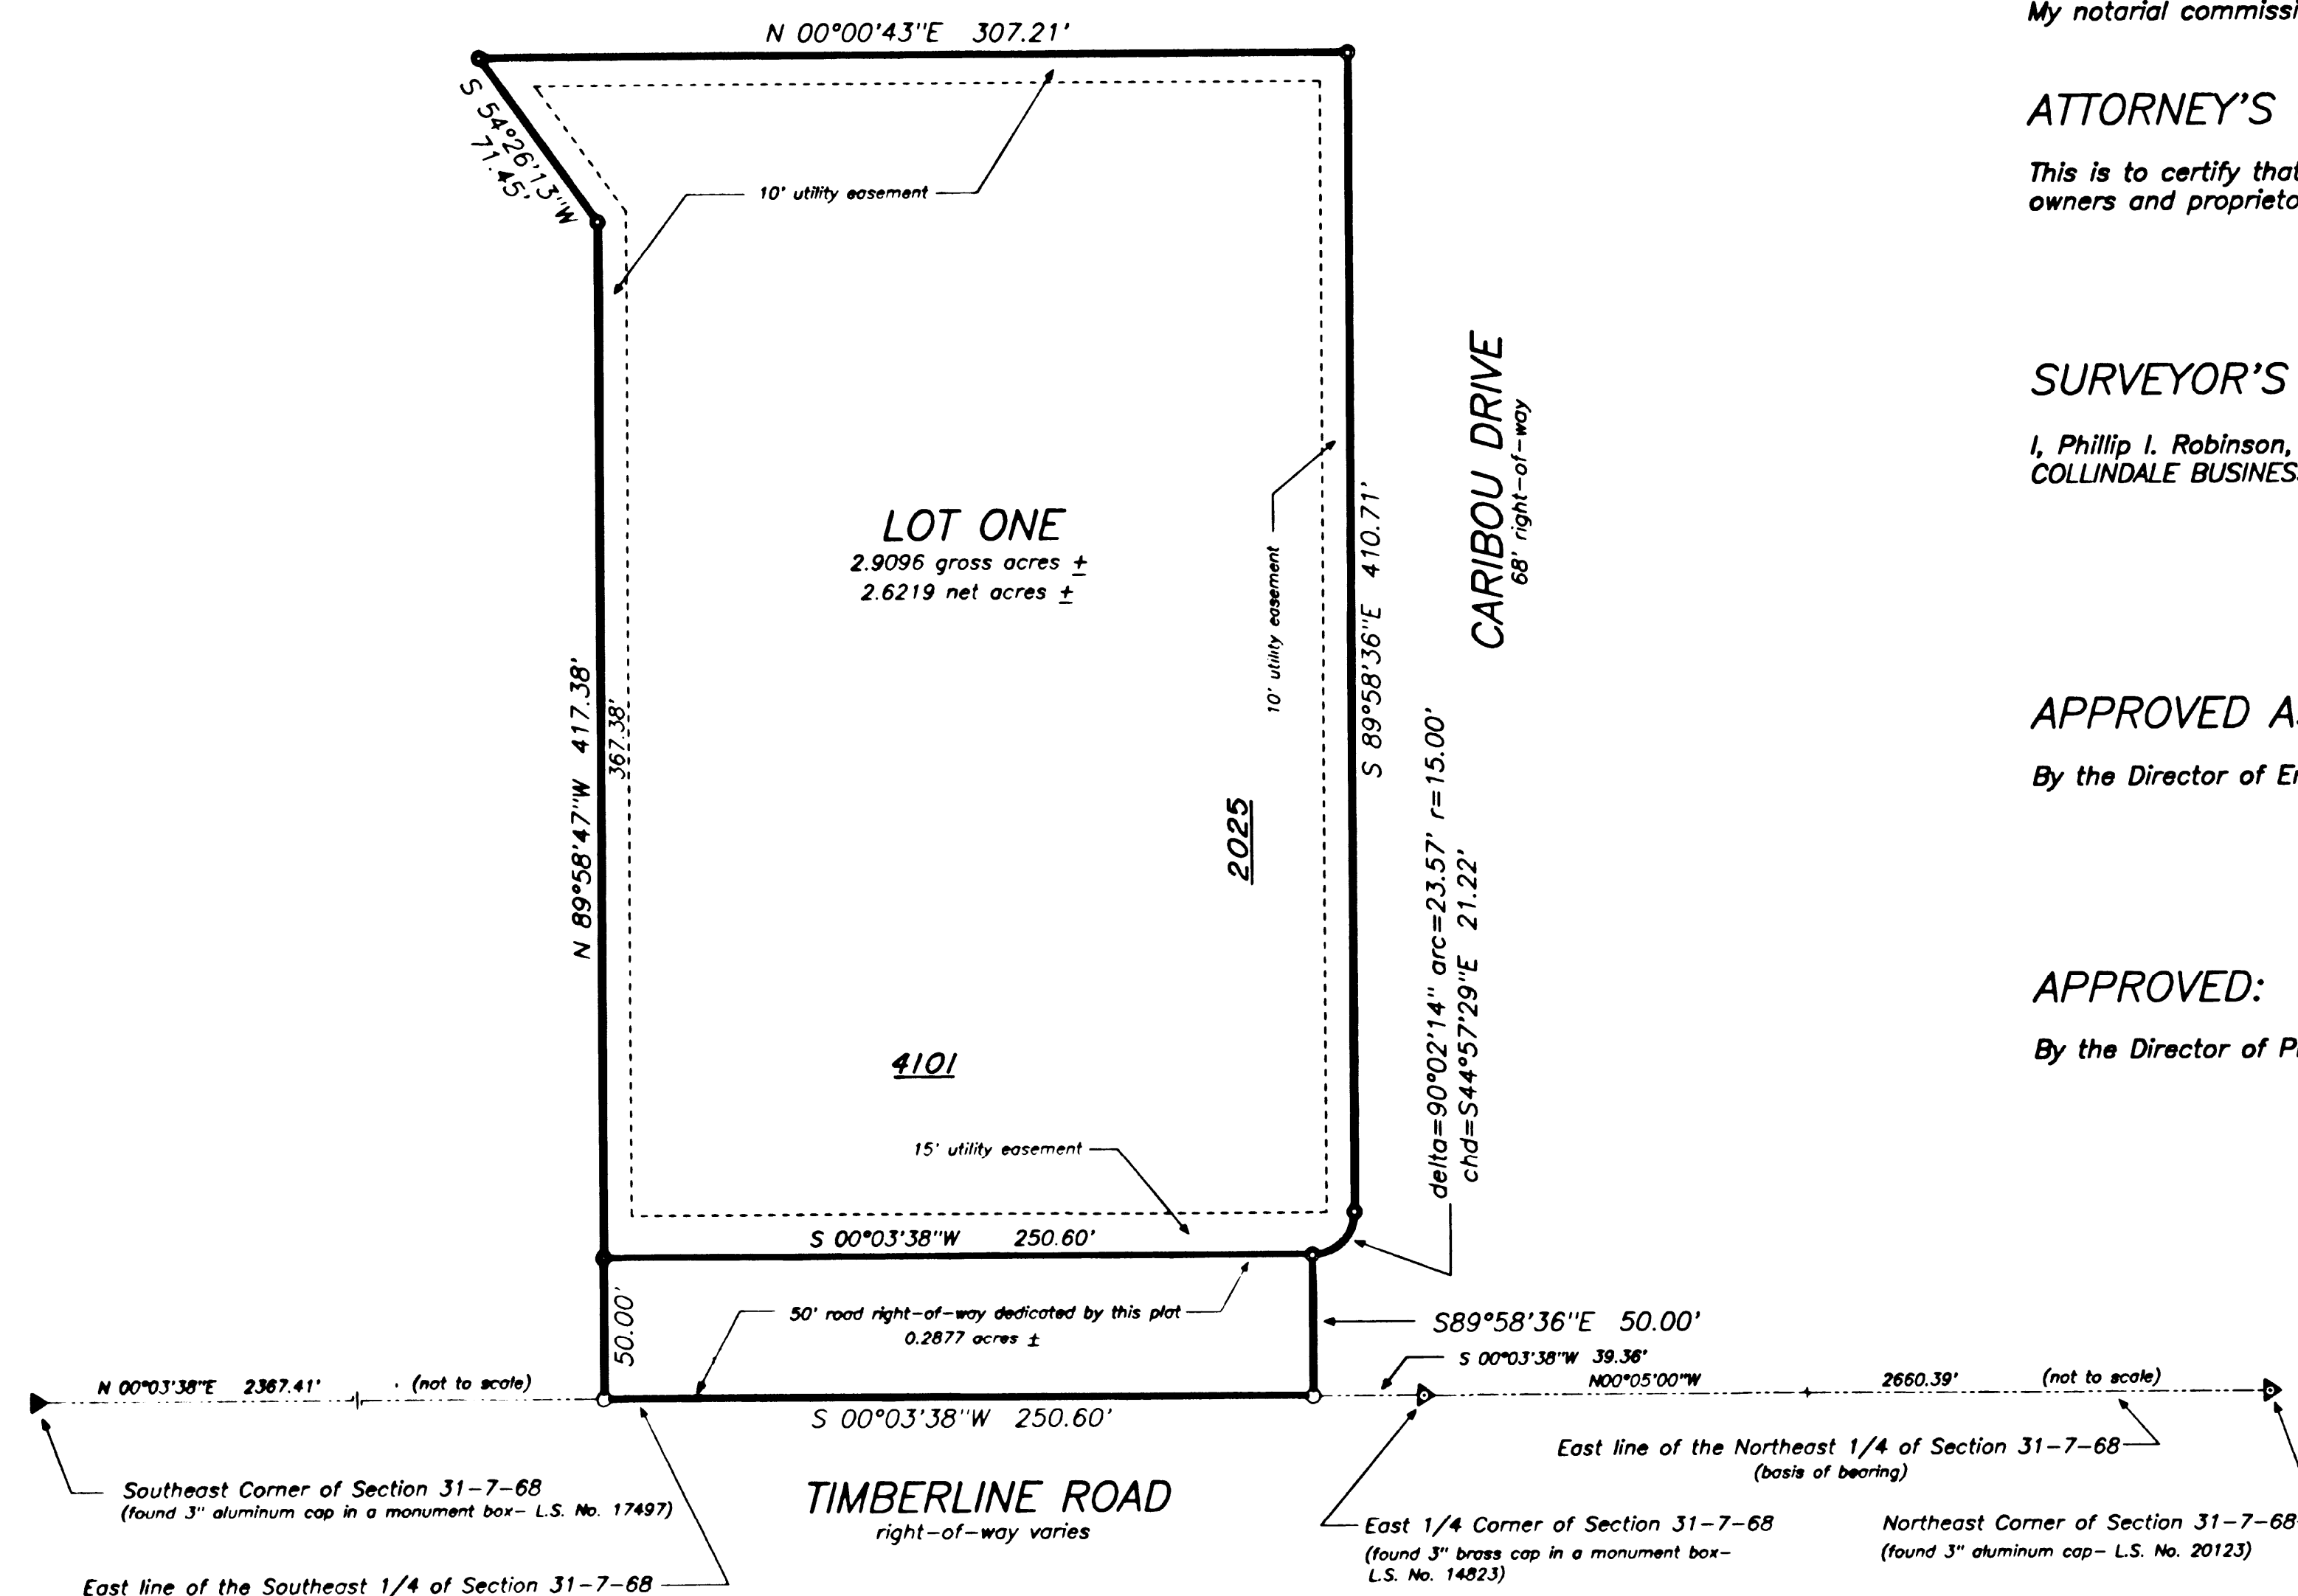 N 00°00'43"E 307.21'
S 54°26'13"W
71.45'
10' utility easement
LOT ONE
2.9096 gross acres ±
2.6219 net acres ±
10' utility easement
S 89°58'36"E 410.71'
CARIBOU DRIVE
68' right-of-way
N 89°58'47"W 417.38'
367.38'
2025
delta=90°02'14" arc=23.57' r=15.00'
chd=S44°57'29"E 21.22'
4101
15' utility easement
S 00°03'38"W 250.60'
50.00'
50' road right-of-way dedicated by this plat
0.2877 acres ±
S89°58'36"E 50.00'
S 00°03'38"W 39.36'
N 00°03'38"E 2367.41' (not to scale)
N00°05'00"W 2660.39' (not to scale)
S 00°03'38"W 250.60'
East line of the Northeast 1/4 of Section 31-7-68
(basis of bearing)
Southeast Corner of Section 31-7-68
(found 3" aluminum cap in a monument box- L.S. No. 17497)
TIMBERLINE ROAD
right-of-way varies
East 1/4 Corner of Section 31-7-68
(found 3" brass cap in a monument box-
L.S. No. 14823)
Northeast Corner of Section 31-7-68
(found 3" aluminum cap- L.S. No. 20123)
East line of the Southeast 1/4 of Section 31-7-68
My notarial commissi
ATTORNEY'S
This is to certify that
owners and proprieto
SURVEYOR'S
I, Phillip I. Robinson,
COLLINDALE BUSINES
APPROVED A
By the Director of E
APPROVED:
By the Director of P